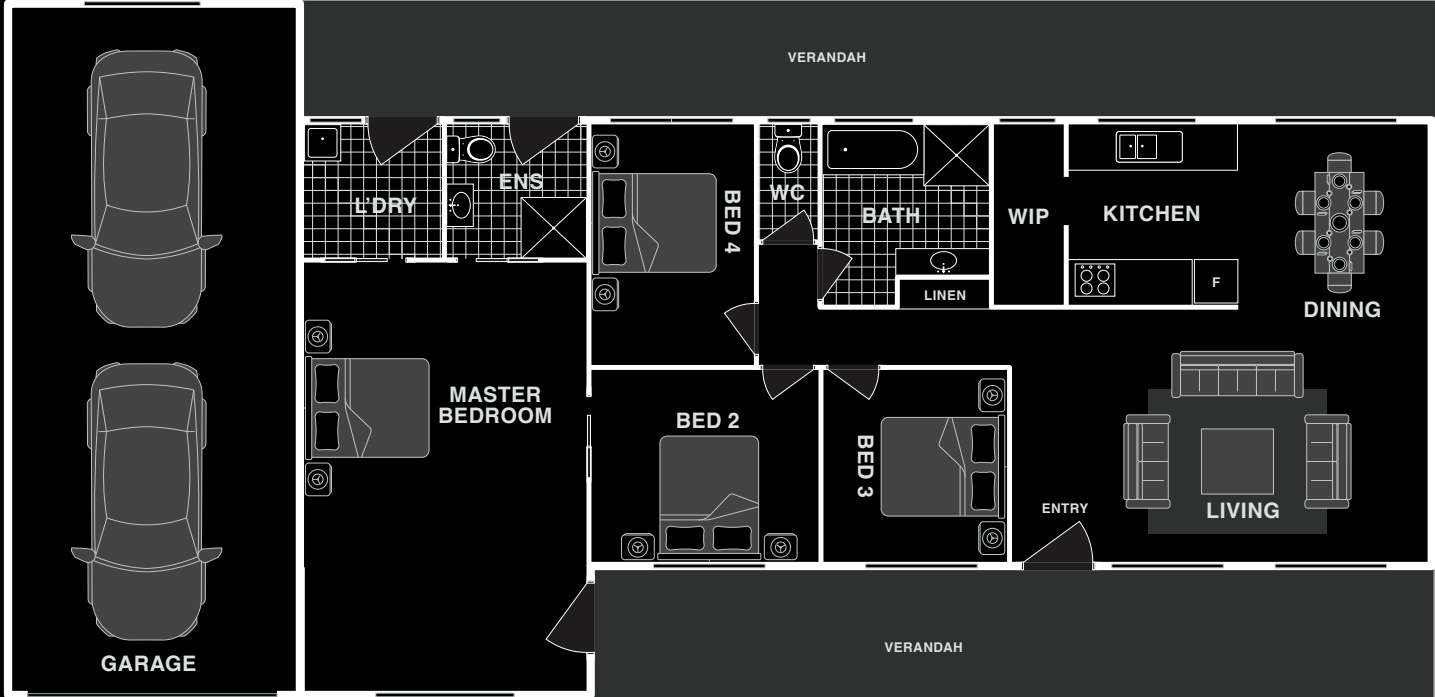 VERANDAH
ENS
L'DRY
BED 4
WC
BATH
WIP
KITCHEN
LINEN
F
DINING
MASTER
BEDROOM
BED 2
BED 3
ENTRY
LIVING
GARAGE
VERANDAH